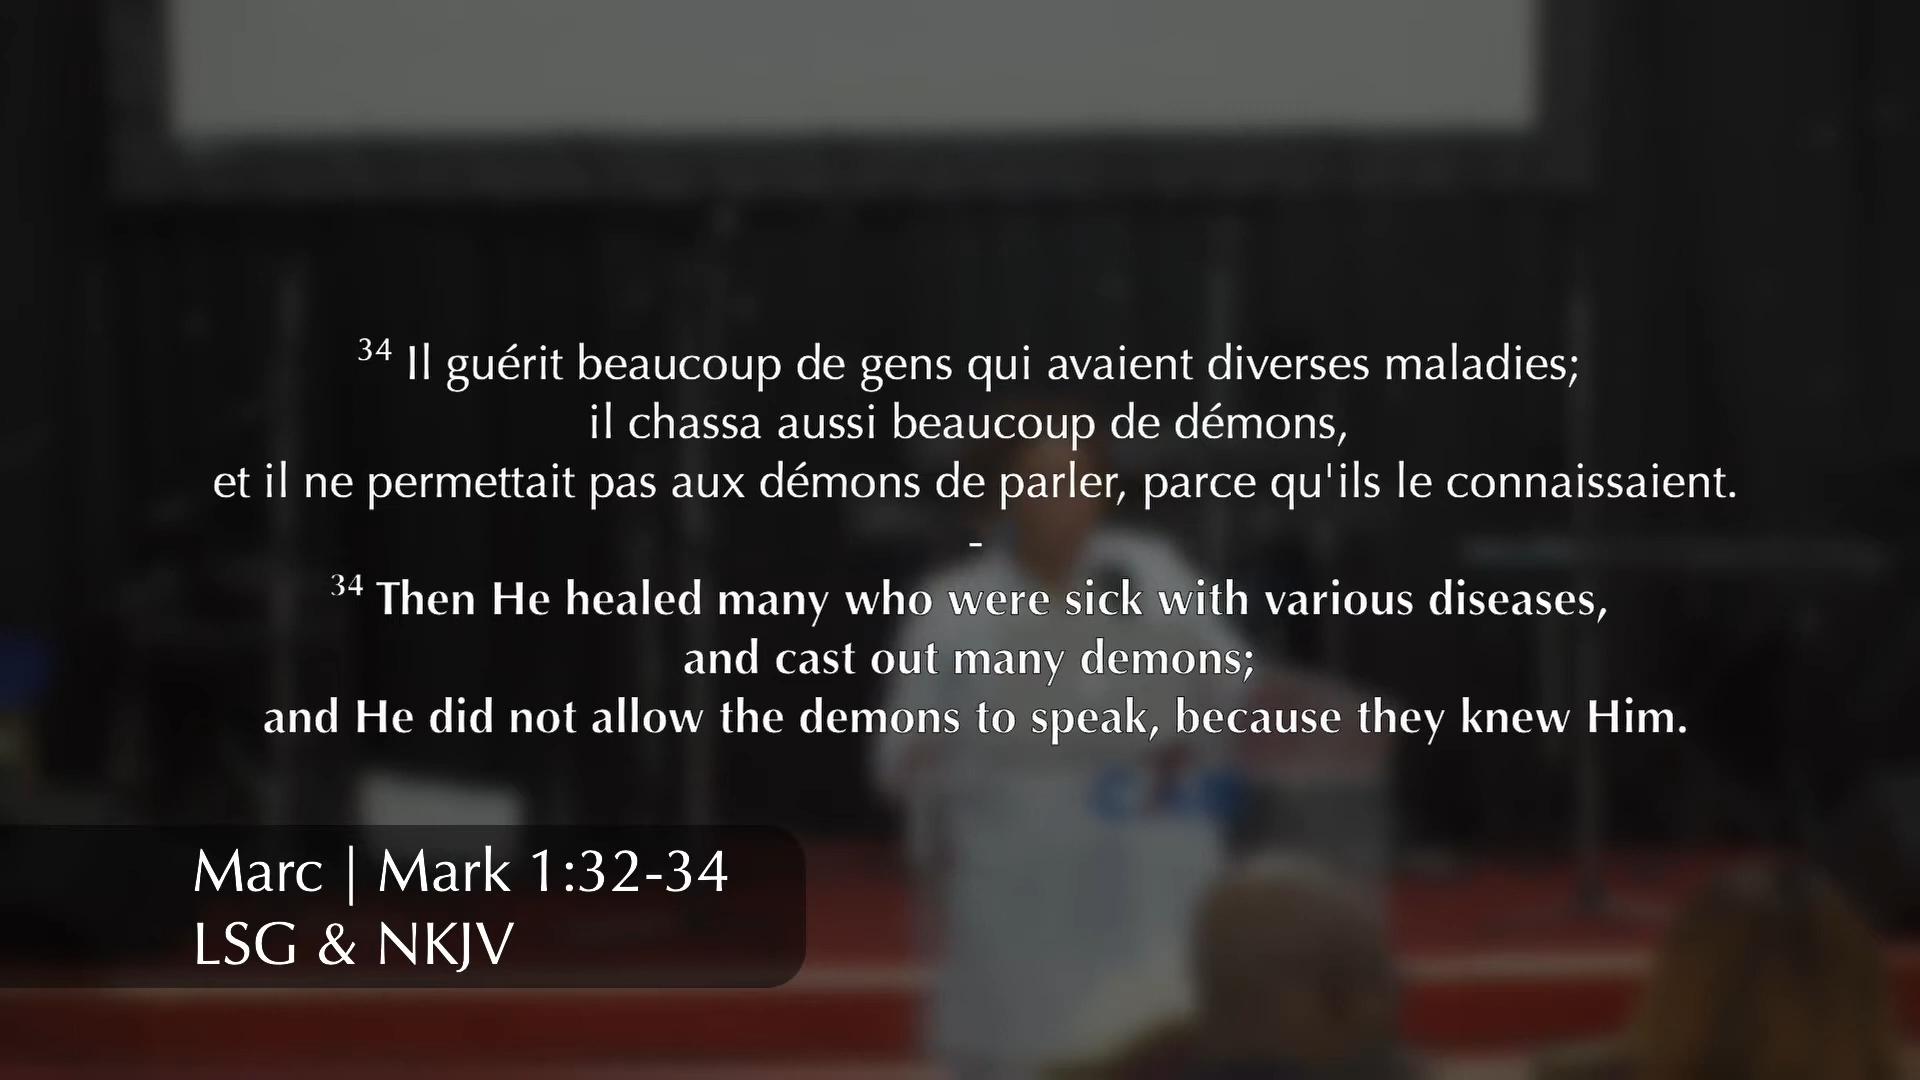 34 Il guérit beaucoup de gens qui avaient diverses maladies;
il chassa aussi beaucoup de démons,
et il ne permettait pas aux démons de parler, parce qu'ils le connaissaient.
-
34 Then He healed many who were sick with various diseases,
and cast out many demons;
and He did not allow the demons to speak, because they knew Him.
Marc | Mark 1:32-34
LSG & NKJV